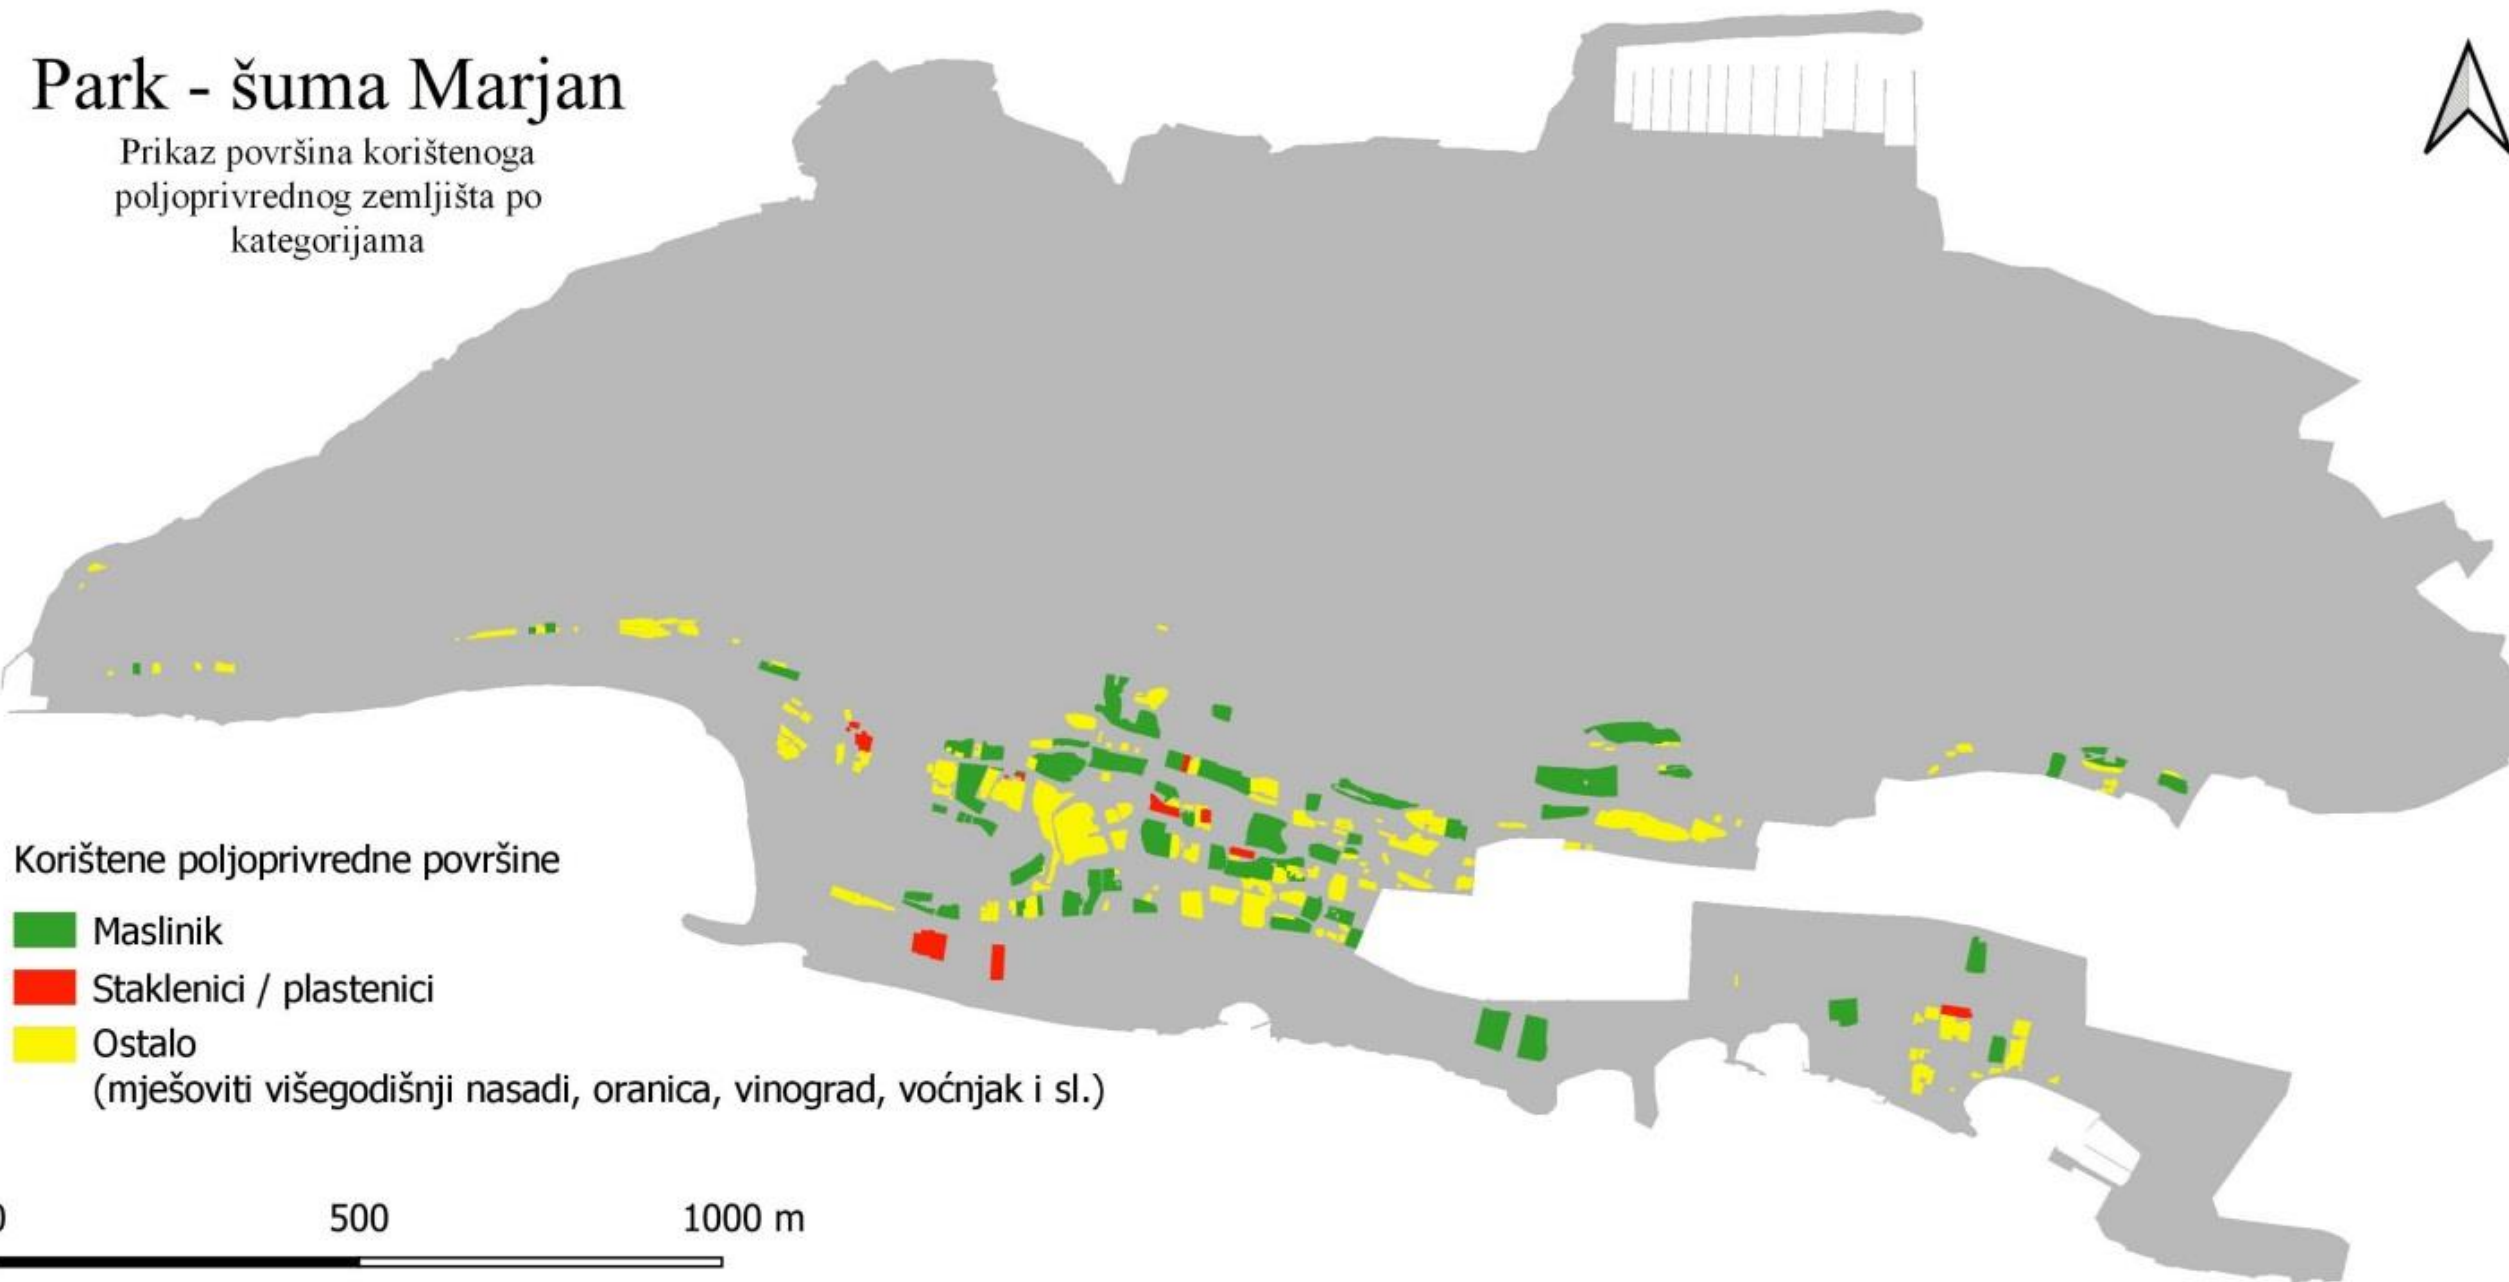 Park - šuma Marjan
Prikaz površina korištenoga
poljoprivrednog zemljišta po
kategorijama
Korištene poljoprivredne površine
Maslinik
Staklenici / plastenici
Ostalo
(mješoviti višegodišnji nasadi, oranica, vinograd, voćnjak i sl.)
0 500 1000 m